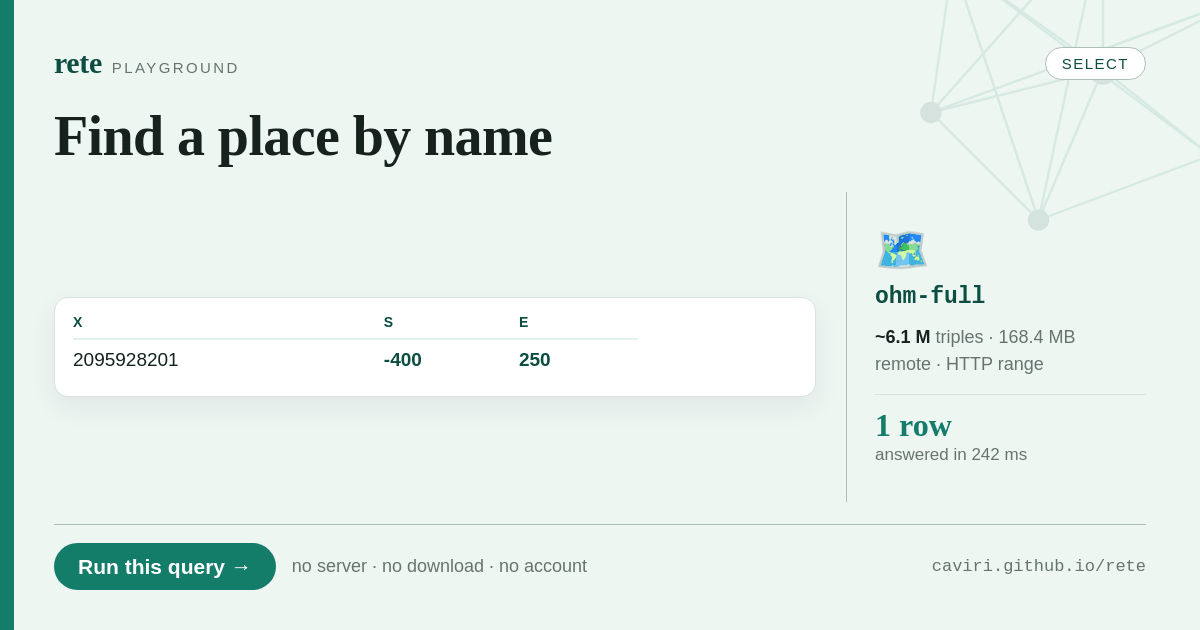 rete PLAYGROUND
SELECT
Find a place by name
X S E
2095928201 -400 250
ohm-full
~6.1 M triples · 168.4 MB
remote · HTTP range
1 row
answered in 242 ms
Run this query →
no server · no download · no account
caviri.github.io/rete